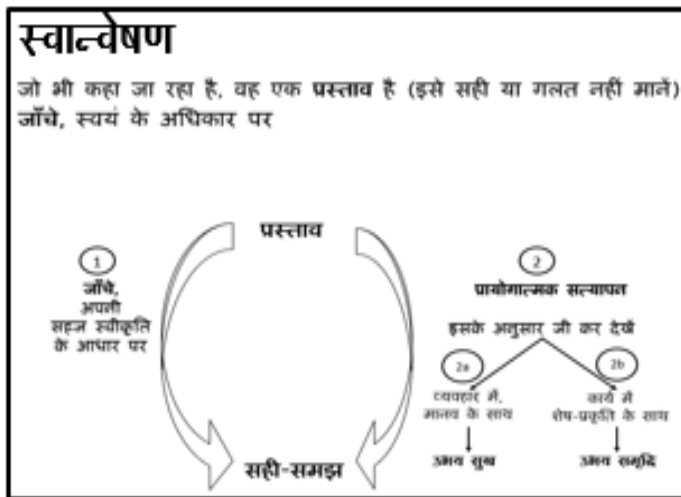 स्वान्वेषण
जो भी कहा जा रहा है, वह एक प्रस्ताव है (इसे सही या गलत नहीं मानें)
जाँचे, स्वयं के अधिकार पर
प्रस्ताव
1
जाँचे,
अपनी
सहज स्वीकृति
के आधार पर
2
प्रायोगात्मक सत्यापन
इसके अनुसार जी कर देखें
2a
व्यवहार में,
मानव के साथ
उभय सुख
2b
कार्य में
शेष-प्रकृति के साथ
उभय समृद्धि
सही-समझ